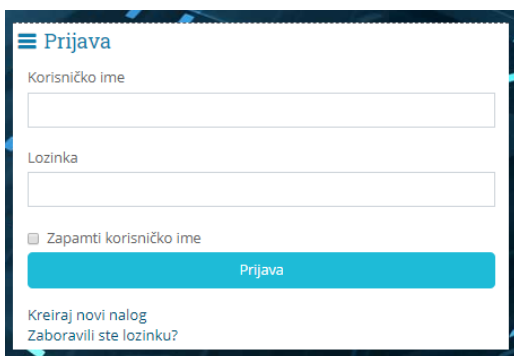 Prijava
Korisničko ime
Lozinka
Zapamti korisničko ime
Prijava
Kreiraj novi nalog
Zaboravili ste lozinku?